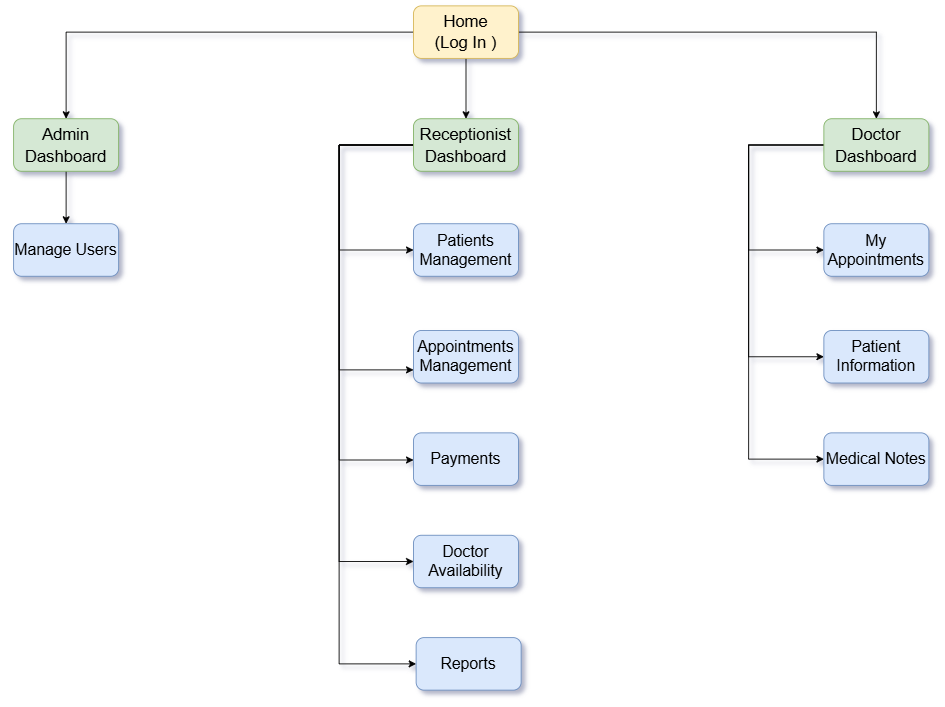 Home
(Log In )
Admin
Dashboard
Receptionist
Dashboard
Doctor
Dashboard
Manage Users
Patients
Management
My
Appointments
Appointments
Management
Patient
Information
Payments
Medical Notes
Doctor
Availability
Reports